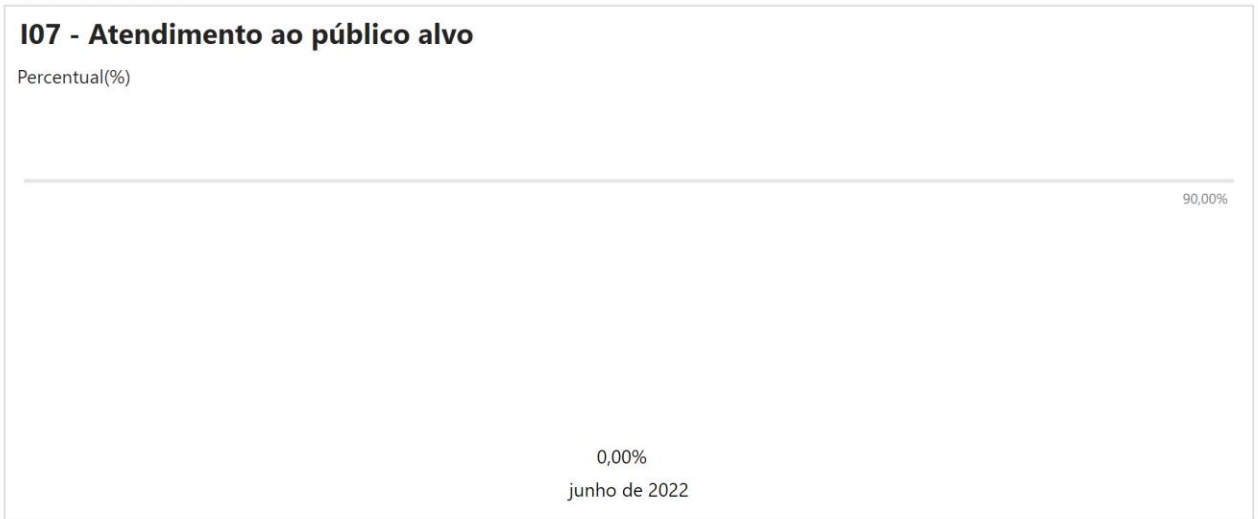 I07 - Atendimento ao público alvo
Percentual(%)
90,00%
0,00%
junho de 2022